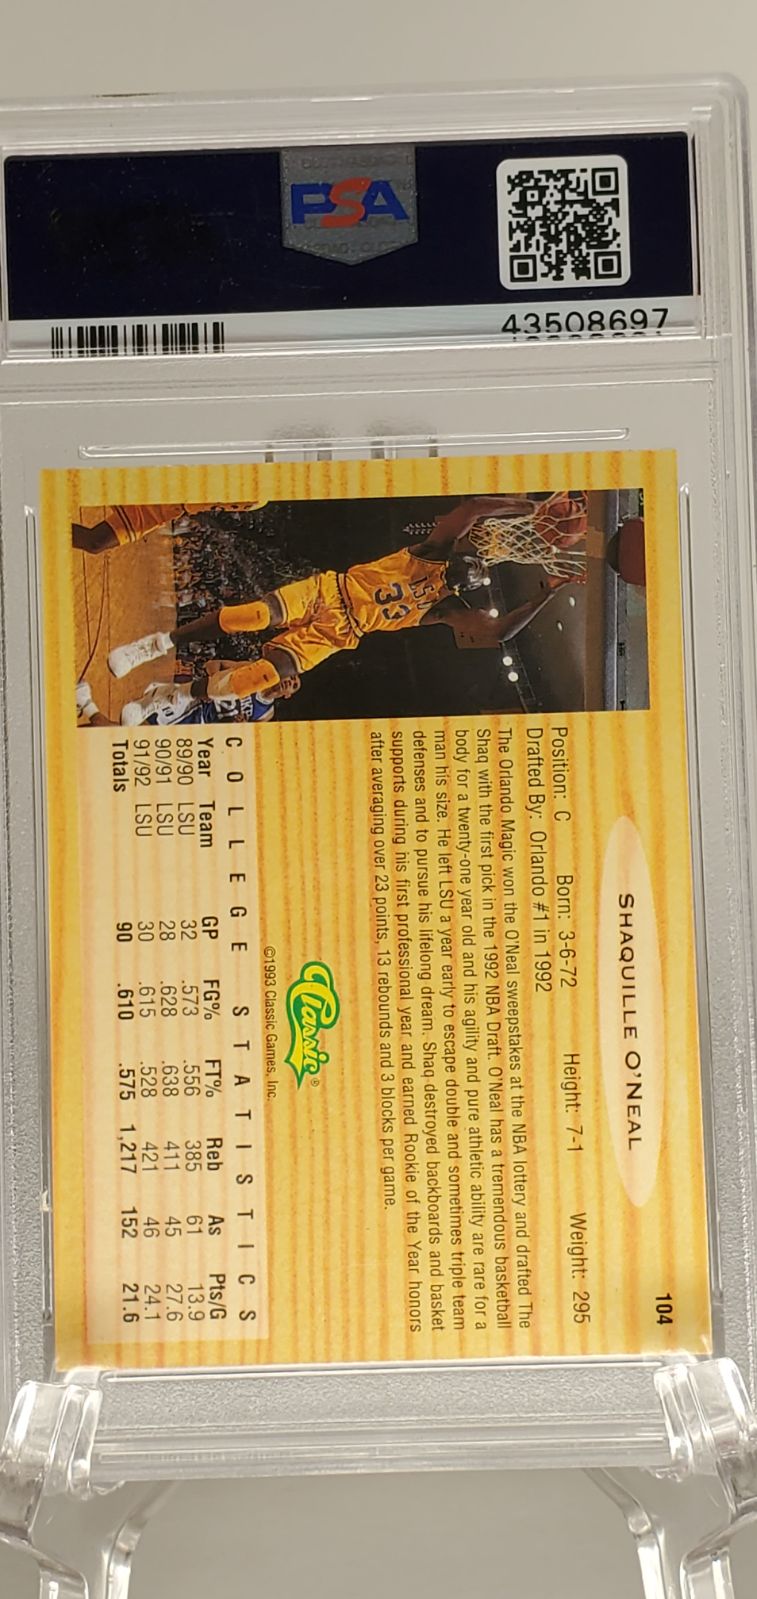 PSA
43508697
104
SHAQUILLE O'NEAL
Position: C Born: 3-6-72 Height: 7-1 Weight: 295
Drafted By: Orlando #1 in 1992
The Orlando Magic won the O'Neal sweepstakes at the NBA lottery and drafted The
Shaq with the first pick in the 1992 NBA Draft. O'Neal has a tremendous basketball
body for a twenty-one year old and his agility and pure athletic ability are rare for a
man his size. He left LSU a year early to escape double and sometimes triple team
defenses and to pursue his lifelong dream. Shaq destroyed backboards and basket
supports during his first professional year and earned Rookie of the Year honors
after averaging over 23 points, 13 rebounds and 3 blocks per game.
LSU
33
Classic®
©1993 Classic Games, Inc.
COLLEGE STATISTICS
Year Team GP FG% FT% Reb As Pts/G
89/90 LSU 32 .573 .556 385 61 13.9
90/91 LSU 28 .628 .638 411 45 27.6
91/92 LSU 30 .615 .528 421 46 24.1
Totals 90 .610 .575 1,217 152 21.6